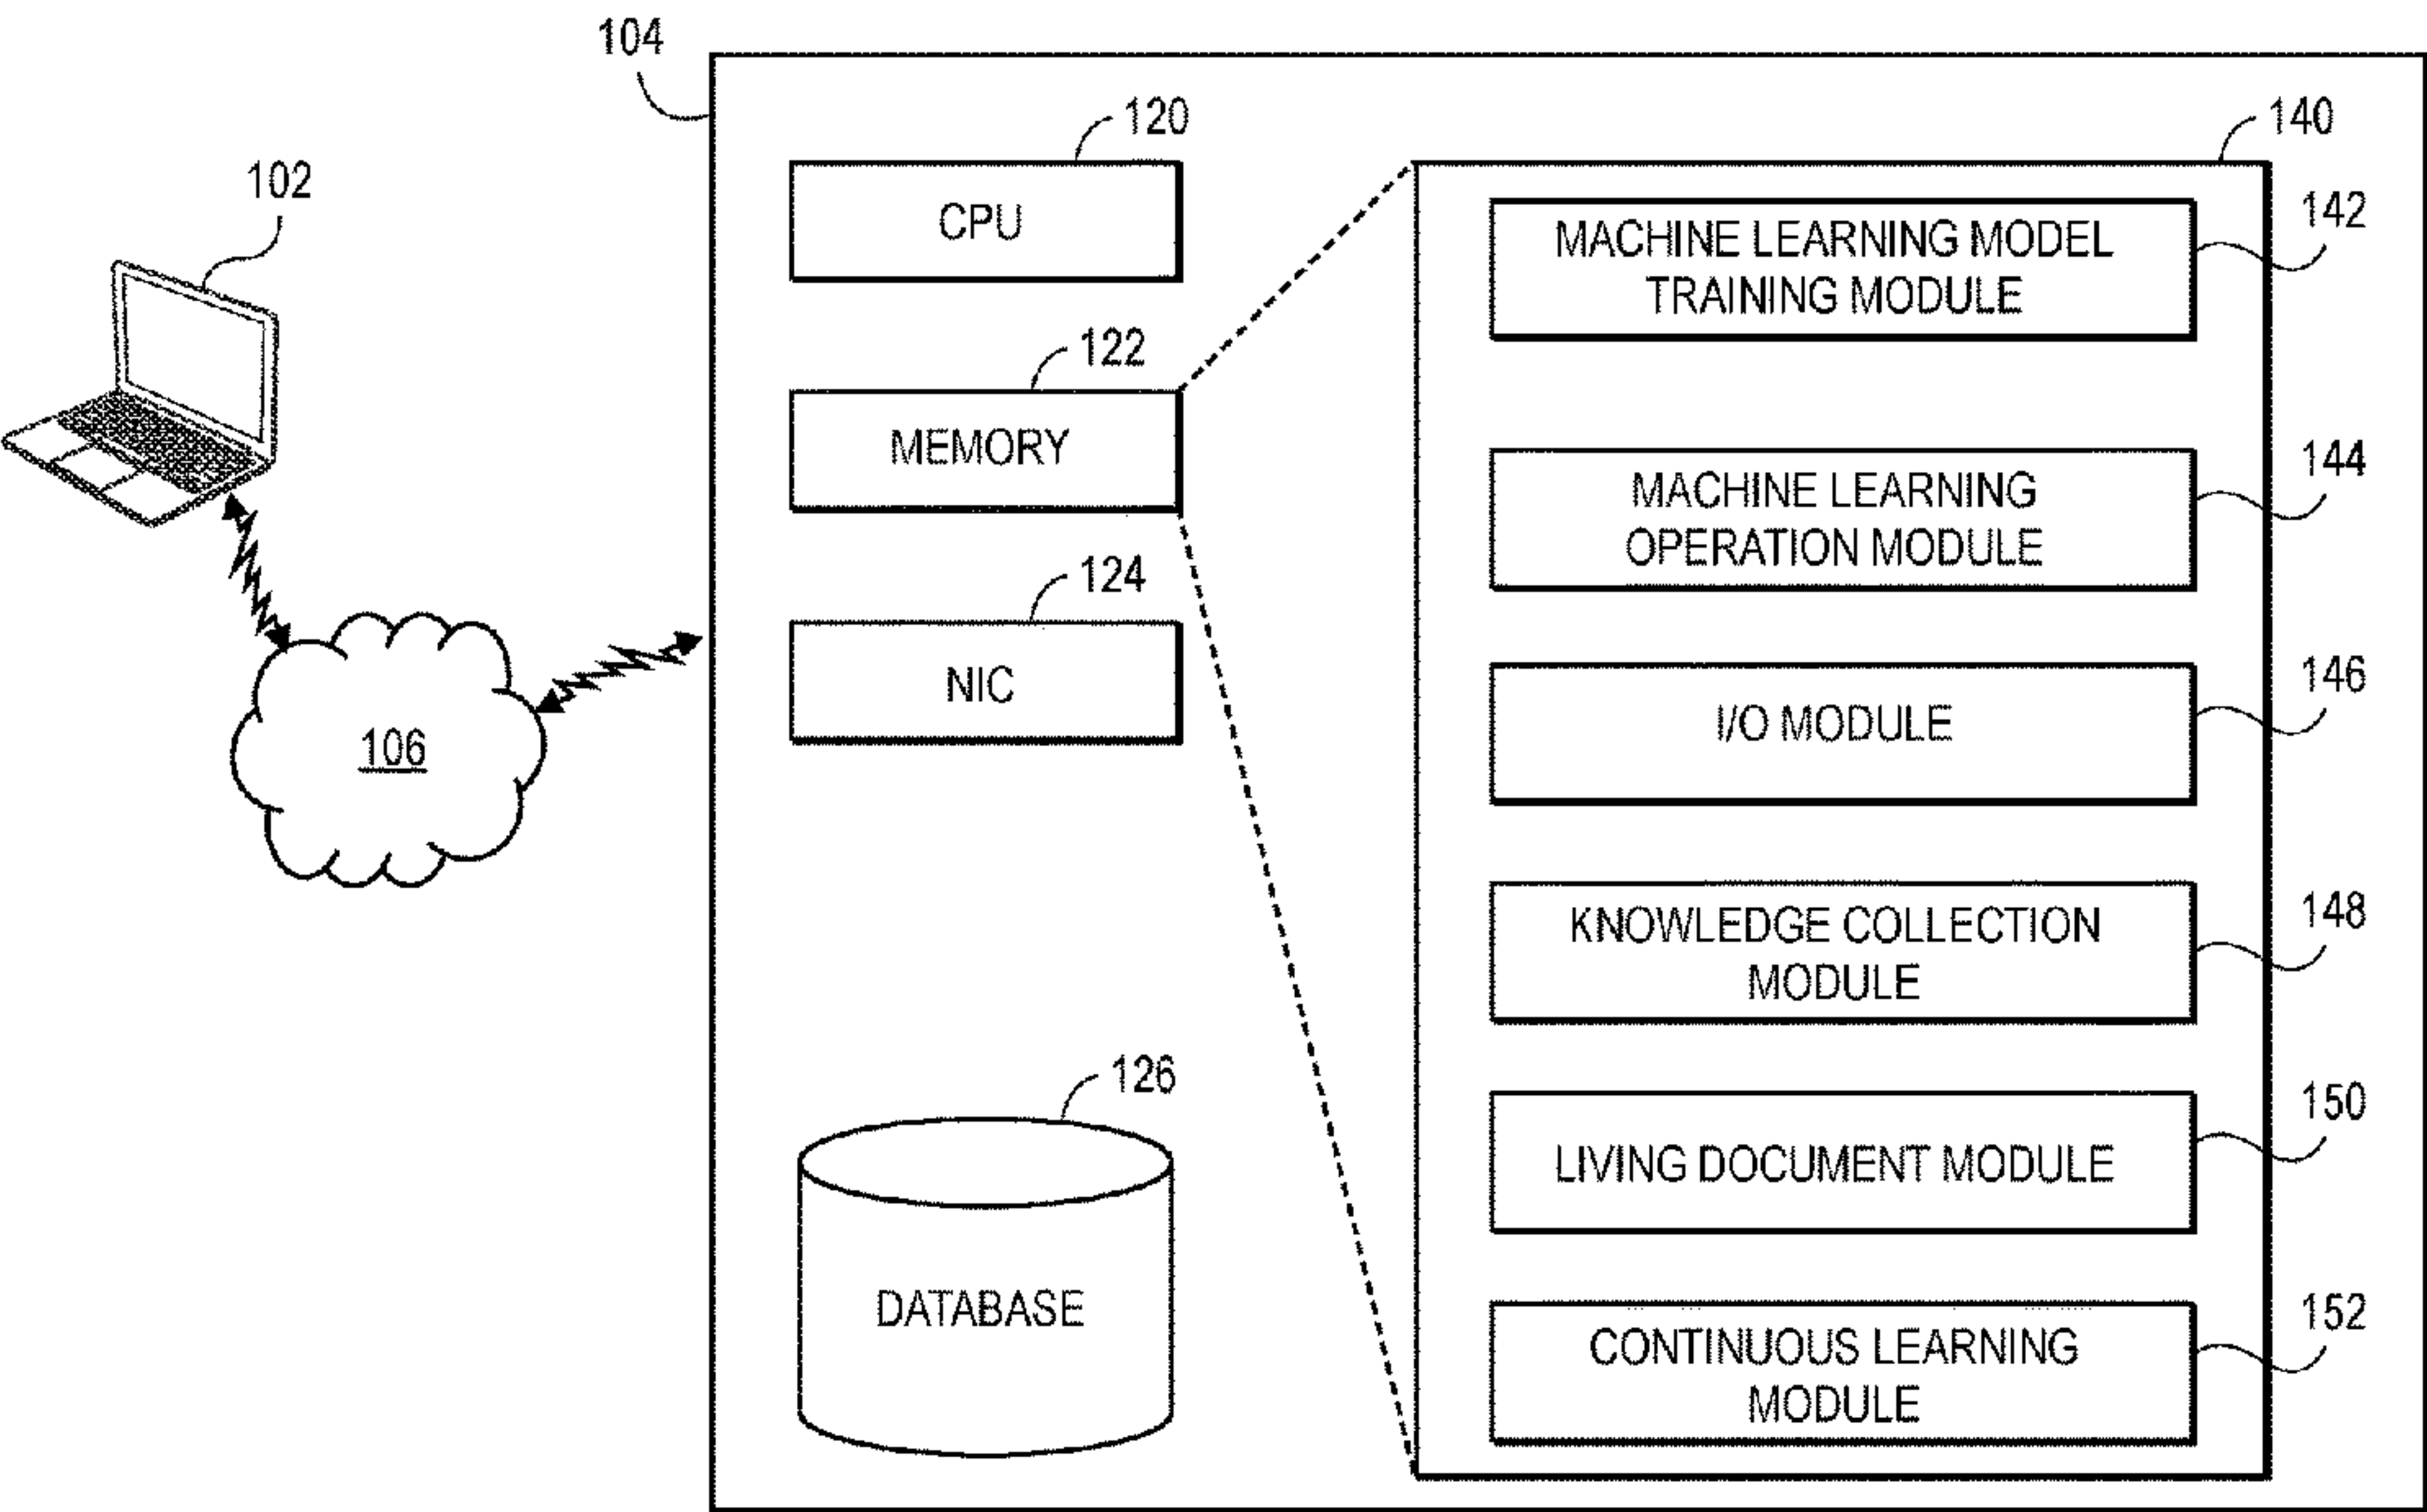 104
102
106
120
CPU
122
MEMORY
124
NIC
126
DATABASE
140
142
MACHINE LEARNING MODEL
TRAINING MODULE
144
MACHINE LEARNING
OPERATION MODULE
146
I/O MODULE
148
KNOWLEDGE COLLECTION
MODULE
150
LIVING DOCUMENT MODULE
152
CONTINUOUS LEARNING
MODULE